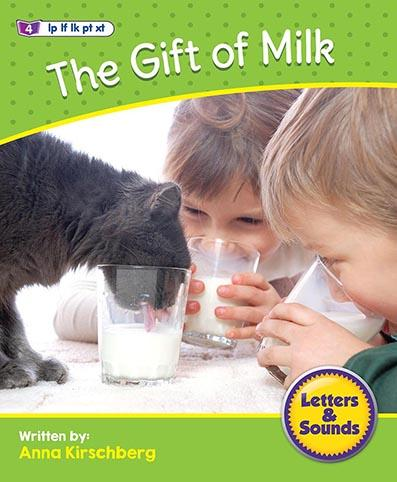 4 lp lf lk pt xt
The Gift of Milk
Letters
&
Sounds
Written by:
Anna Kirschberg